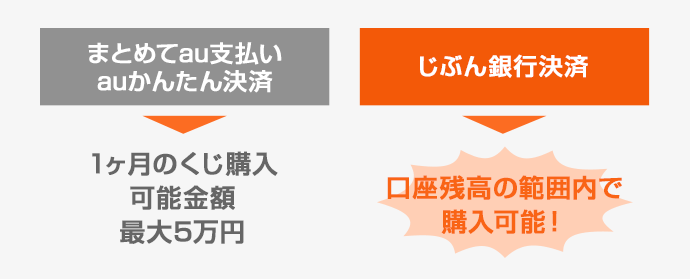 まとめてau支払い
auかんたん決済
1ヶ月のくじ購入
可能金額
最大5万円
じぶん銀行決済
口座残高の範囲内で
購入可能!